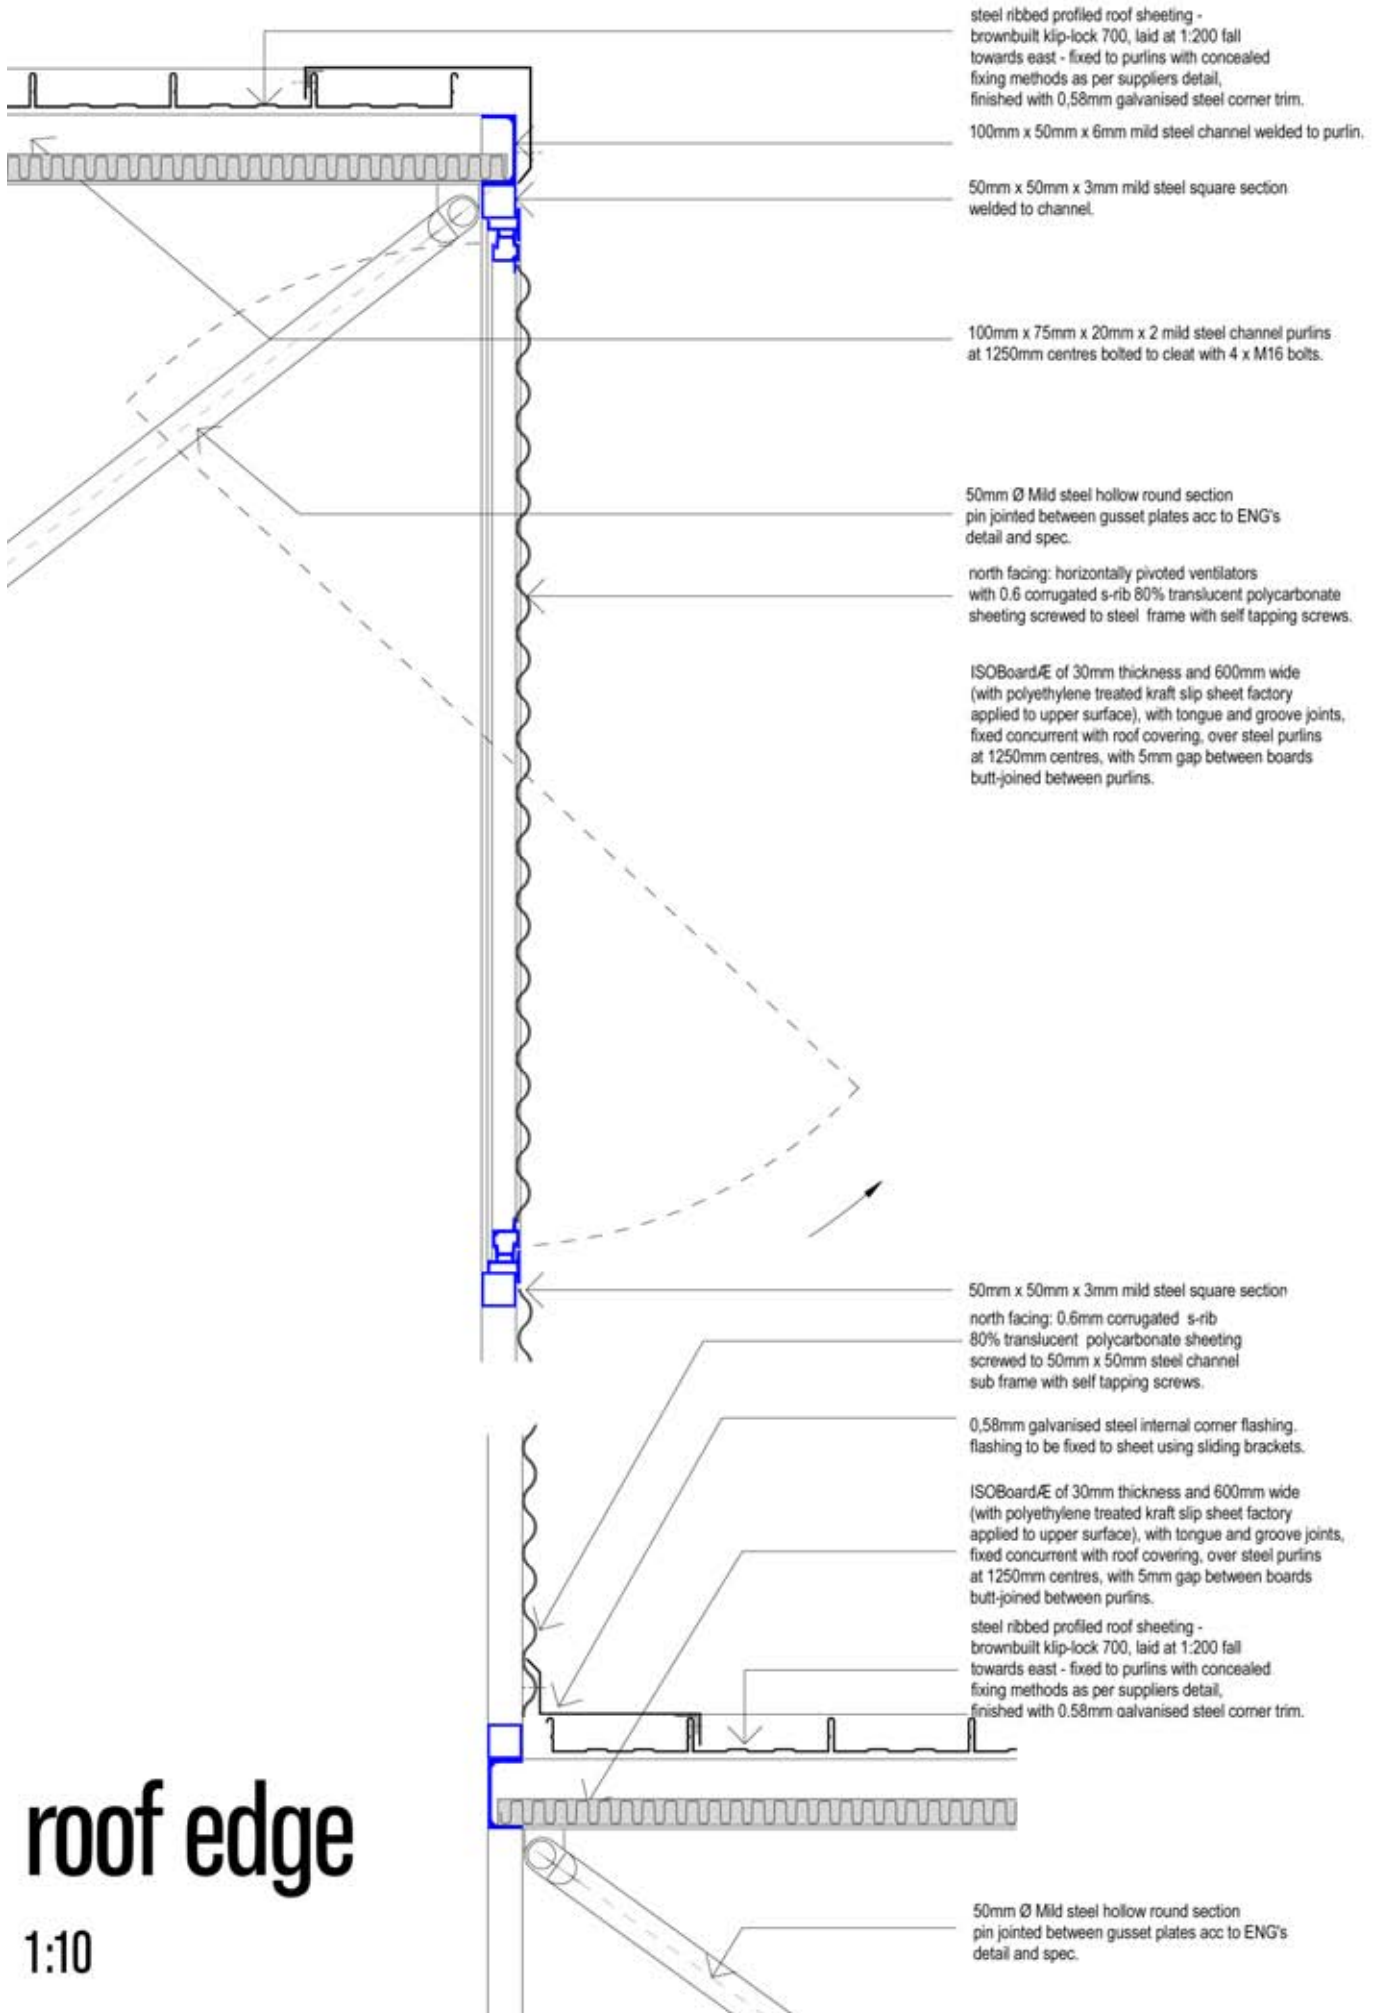 steel ribbed profiled roof sheeting -
brownbuilt klip-lock 700, laid at 1:200 fall
towards east - fixed to purlins with concealed
fixing methods as per suppliers detail,
finished with 0,58mm galvanised steel corner trim.
100mm x 50mm x 6mm mild steel channel welded to purlin.
50mm x 50mm x 3mm mild steel square section
welded to channel.
100mm x 75mm x 20mm x 2 mild steel channel purlins
at 1250mm centres bolted to cleat with 4 x M16 bolts.
50mm Ø Mild steel hollow round section
pin jointed between gusset plates acc to ENG's
detail and spec.
north facing: horizontally pivoted ventilators
with 0.6 corrugated s-rib 80% translucent polycarbonate
sheeting screwed to steel frame with self tapping screws.
ISOBoardÆ of 30mm thickness and 600mm wide
(with polyethylene treated kraft slip sheet factory
applied to upper surface), with tongue and groove joints,
fixed concurrent with roof covering, over steel purlins
at 1250mm centres, with 5mm gap between boards
butt-joined between purlins.
50mm x 50mm x 3mm mild steel square section
north facing: 0.6mm corrugated s-rib
80% translucent polycarbonate sheeting
screwed to 50mm x 50mm steel channel
sub frame with self tapping screws.
0,58mm galvanised steel internal corner flashing.
flashing to be fixed to sheet using sliding brackets.
ISOBoardÆ of 30mm thickness and 600mm wide
(with polyethylene treated kraft slip sheet factory
applied to upper surface), with tongue and groove joints,
fixed concurrent with roof covering, over steel purlins
at 1250mm centres, with 5mm gap between boards
butt-joined between purlins.
steel ribbed profiled roof sheeting -
brownbuilt klip-lock 700, laid at 1:200 fall
towards east - fixed to purlins with concealed
fixing methods as per suppliers detail,
finished with 0.58mm galvanised steel corner trim.
roof edge
1:10
50mm Ø Mild steel hollow round section
pin jointed between gusset plates acc to ENG's
detail and spec.